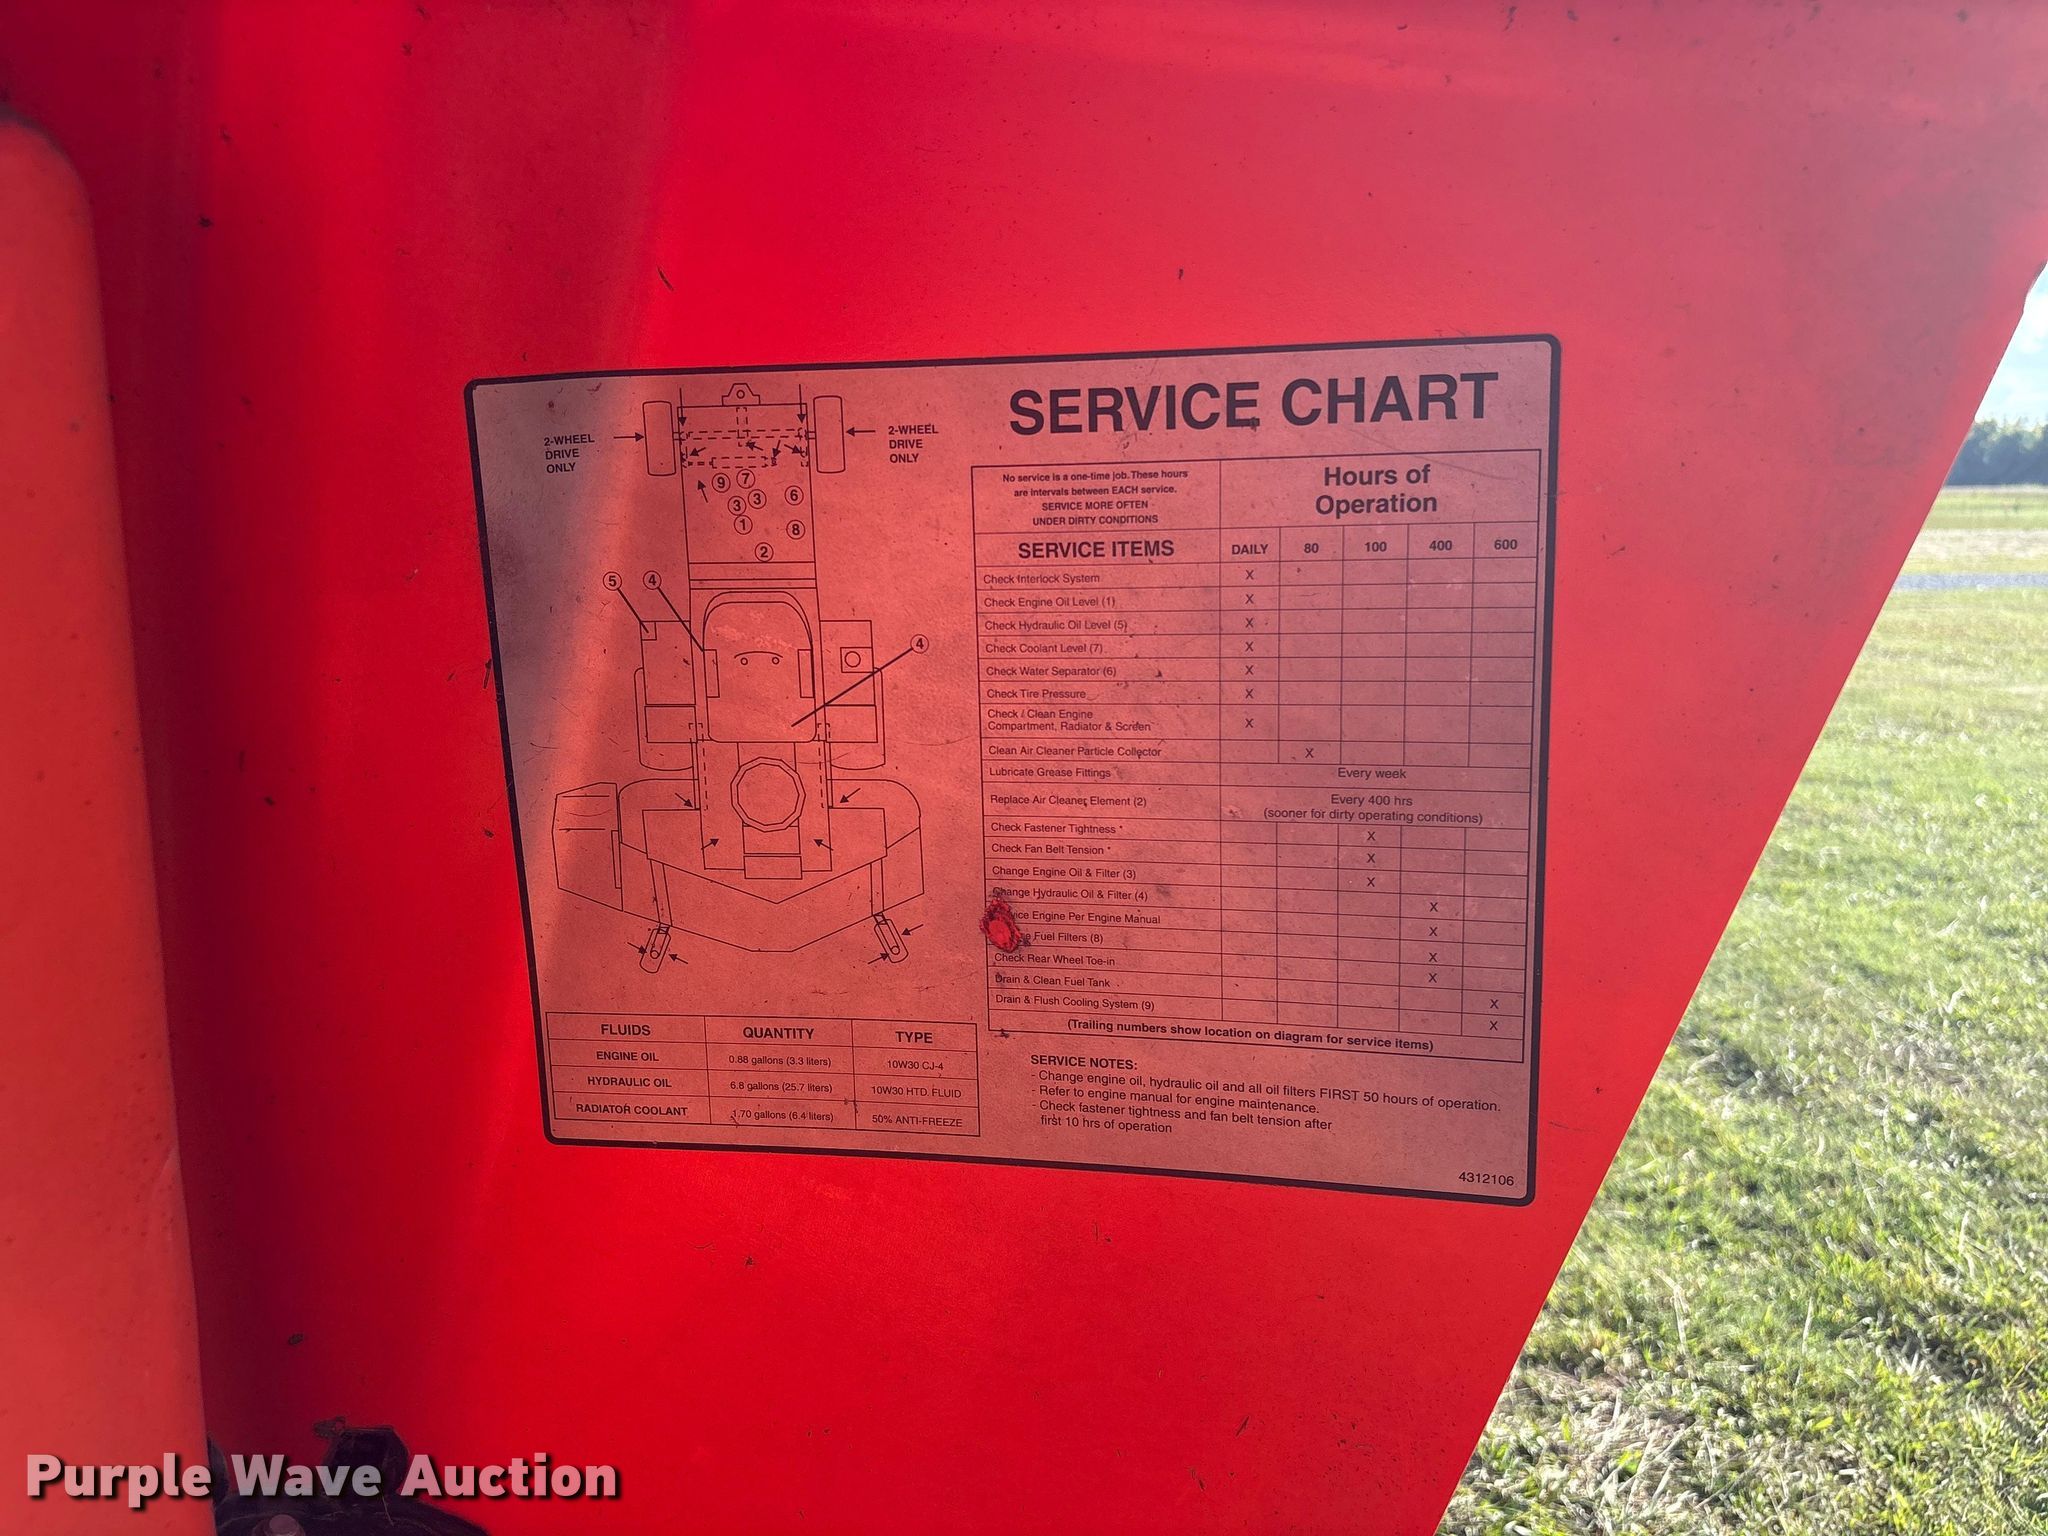 2-WHEEL
DRIVE
ONLY
2-WHEEL
DRIVE
ONLY
9 7
3 3 6
1 8
2
5 4
4
SERVICE CHART
No service is a one-time job. These hours
are intervals between EACH service.
SERVICE MORE OFTEN
UNDER DIRTY CONDITIONS
Hours of
Operation
SERVICE ITEMS DAILY 80 100 400 600
Check Interlock System X
Check Engine Oil Level (1) X
Check Hydraulic Oil Level (5) X
Check Coolant Level (7) X
Check Water Separator (6) X
Check Tire Pressure X
Check / Clean Engine
Compartment, Radiator & Screen X
Clean Air Cleaner Particle Collector X
Lubricate Grease Fittings Every week
Replace Air Cleaner Element (2) Every 400 hrs
(sooner for dirty operating conditions)
Check Fastener Tightness * X
Check Fan Belt Tension * X
Change Engine Oil & Filter (3) X
Change Hydraulic Oil & Filter (4) X
Engine Per Engine Manual X
Fuel Filters (8) X
Check Rear Wheel Toe-in X
Drain & Clean Fuel Tank X
Drain & Flush Cooling System (9) X
(Trailing numbers show location on diagram for service items)
FLUIDS QUANTITY TYPE
ENGINE OIL 0.88 gallons (3.3 liters) 10W30 CJ-4
HYDRAULIC OIL 6.8 gallons (25.7 liters) 10W30 HTD FLUID
RADIATOR COOLANT 1.70 gallons (6.4 liters) 50% ANTI-FREEZE
SERVICE NOTES:
- Change engine oil, hydraulic oil and all oil filters FIRST 50 hours of operation.
- Refer to engine manual for engine maintenance.
- Check fastener tightness and fan belt tension after
first 10 hrs of operation
4312106
Purple Wave Auction